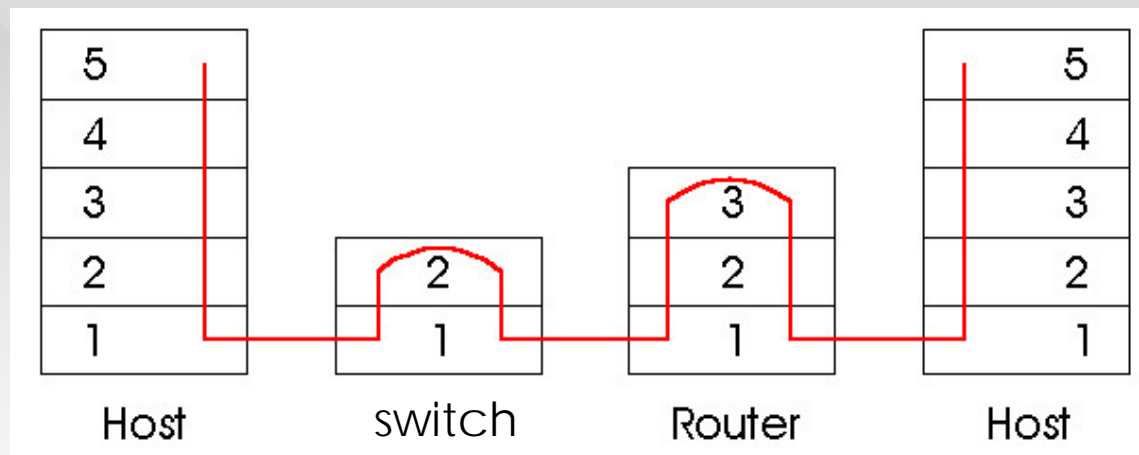 5 5
4 4
3 3 3
2 2 2 2
1 1 1 1
Host switch Router Host